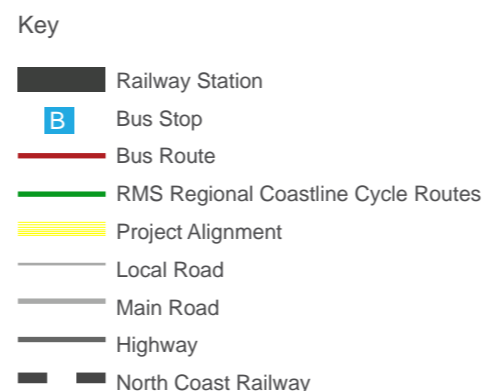 Key
Railway Station
B Bus Stop
Bus Route
RMS Regional Coastline Cycle Routes
Project Alignment
Local Road
Main Road
Highway
North Coast Railway